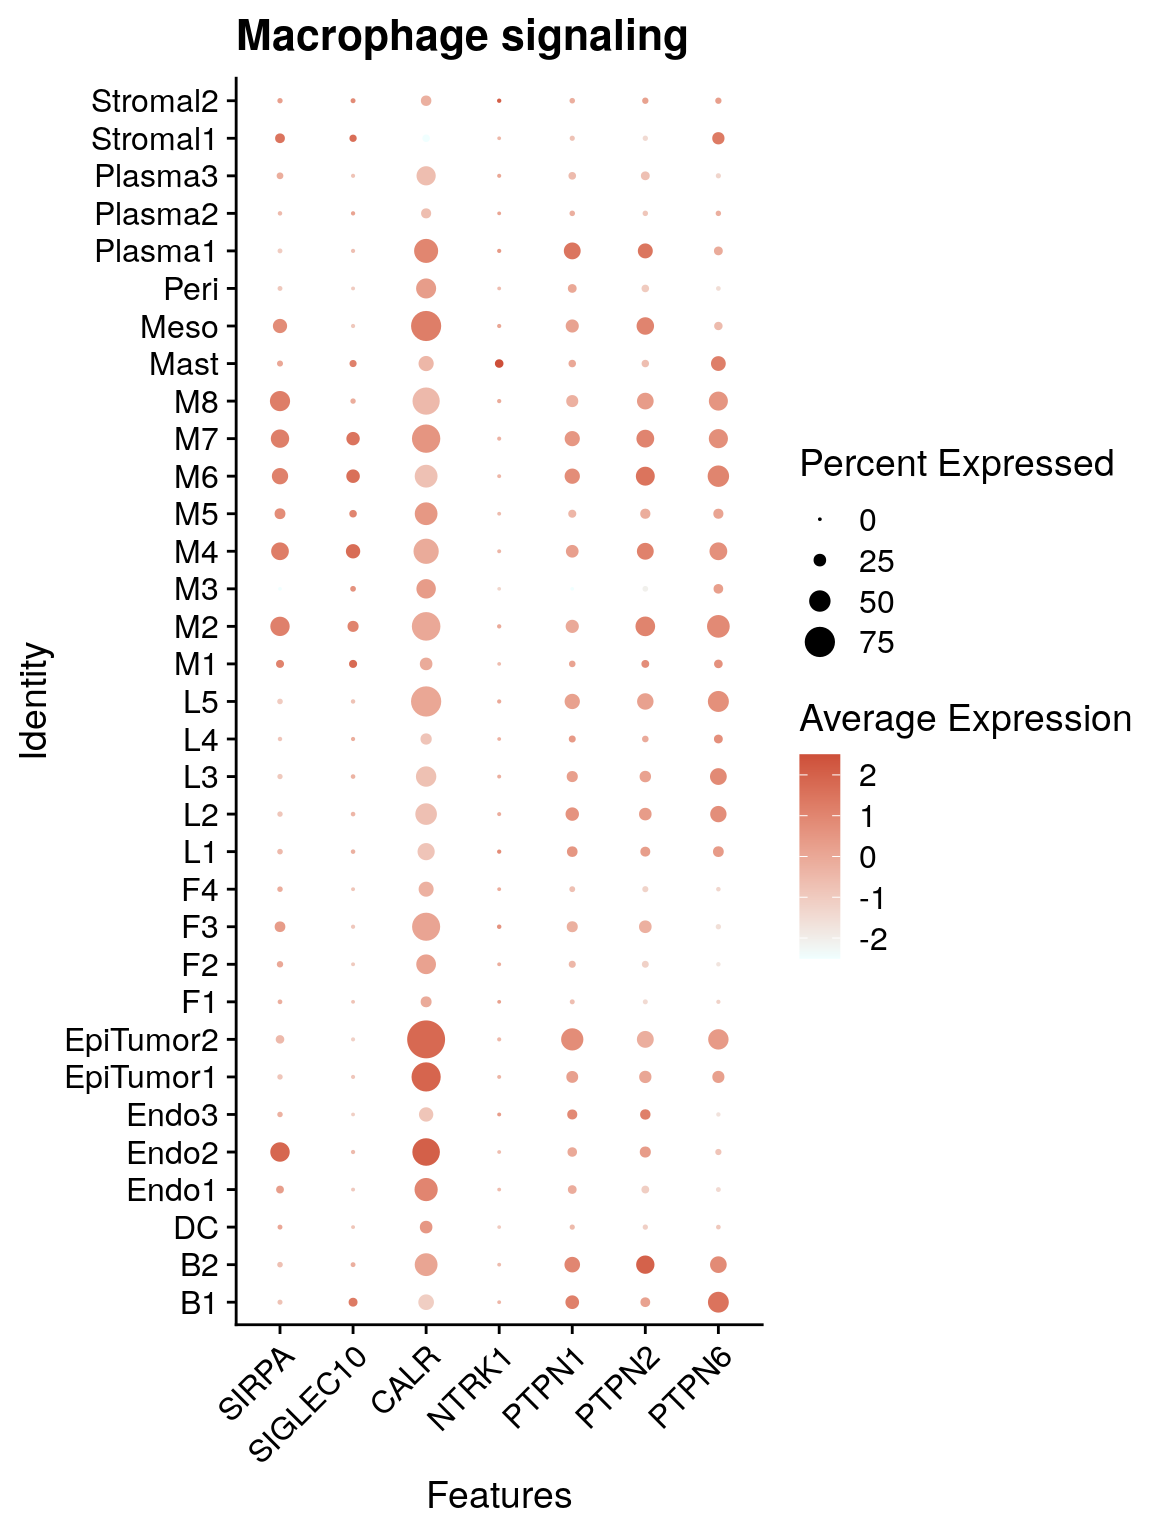 Macrophage signaling
Stromal2
Stromal1
Plasma3
Plasma2
Plasma1
Peri
Meso
Mast
M8
M7
M6
M5
M4
M3
M2
M1
L5
L4
L3
L2
L1
F4
F3
F2
F1
EpiTumor2
EpiTumor1
Endo3
Endo2
Endo1
DC
B2
B1
Identity
SIRPA
SIGLEC10
CALR
NTRK1
PTPN1
PTPN2
PTPN6
Features
Percent Expressed
0
25
50
75
Average Expression
2
1
0
-1
-2